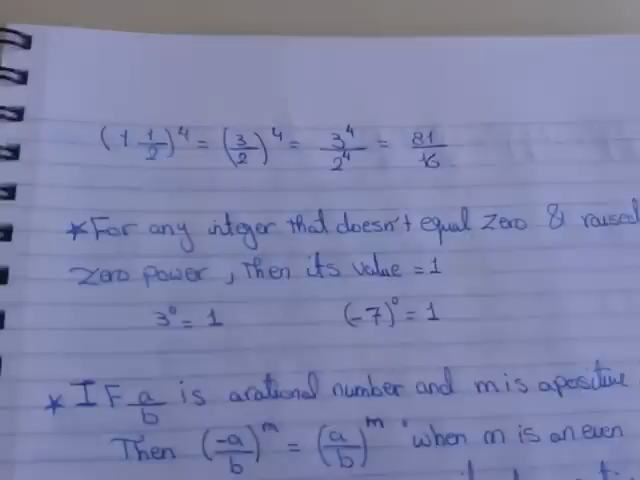 (1 1/2)^4 = (3/2)^4 = 3^4/2^4 = 81/16
* For any integer that doesn't equal zero & raised
zero power, then its value = 1
3^0 = 1 (-7)^0 = 1
* IF a/b is a rational number and m is a positive
Then (-a/b)^m = (a/b)^m when m is an even